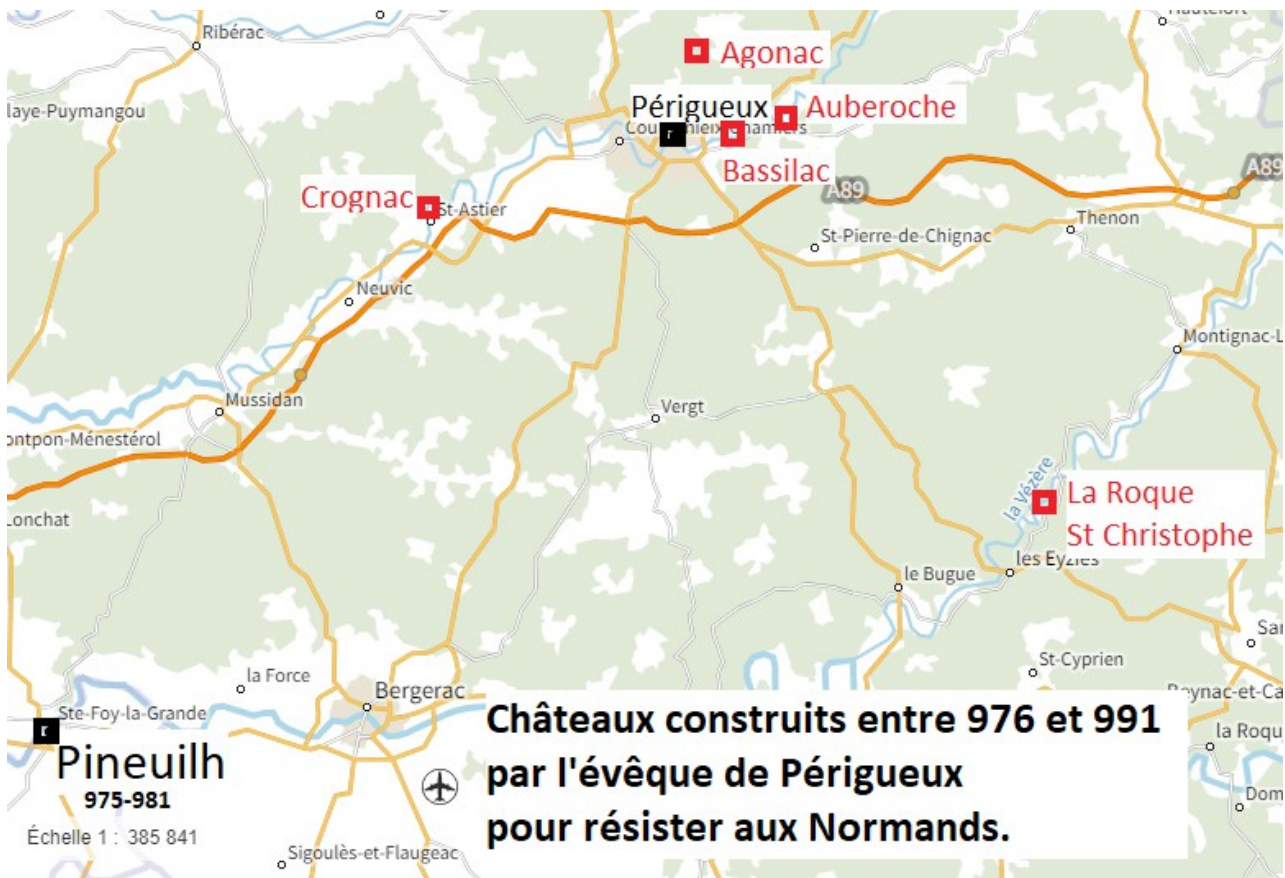 Ribérac
Hautefort
Agonac
laye-Puymangou
Périgueux
Auberoche
Bassilac
A89
A89
Crognac
St-Astier
Thenon
St-Pierre-de-Chignac
Neuvic
Montignac-L
Mussidan
Vergt
ontpon-Ménestérol
la Vézère
La Roque
St Christophe
Lonchat
les Eyzies
le Bugue
St-Cyprien
la Force
Bergerac
Ste-Foy-la-Grande
Pineuilh
975-981
Échelle 1 : 385 841
Châteaux construits entre 976 et 991
par l'évêque de Périgueux
pour résister aux Normands.
la Roqu
Dom
Sigoulès-et-Flaugeac